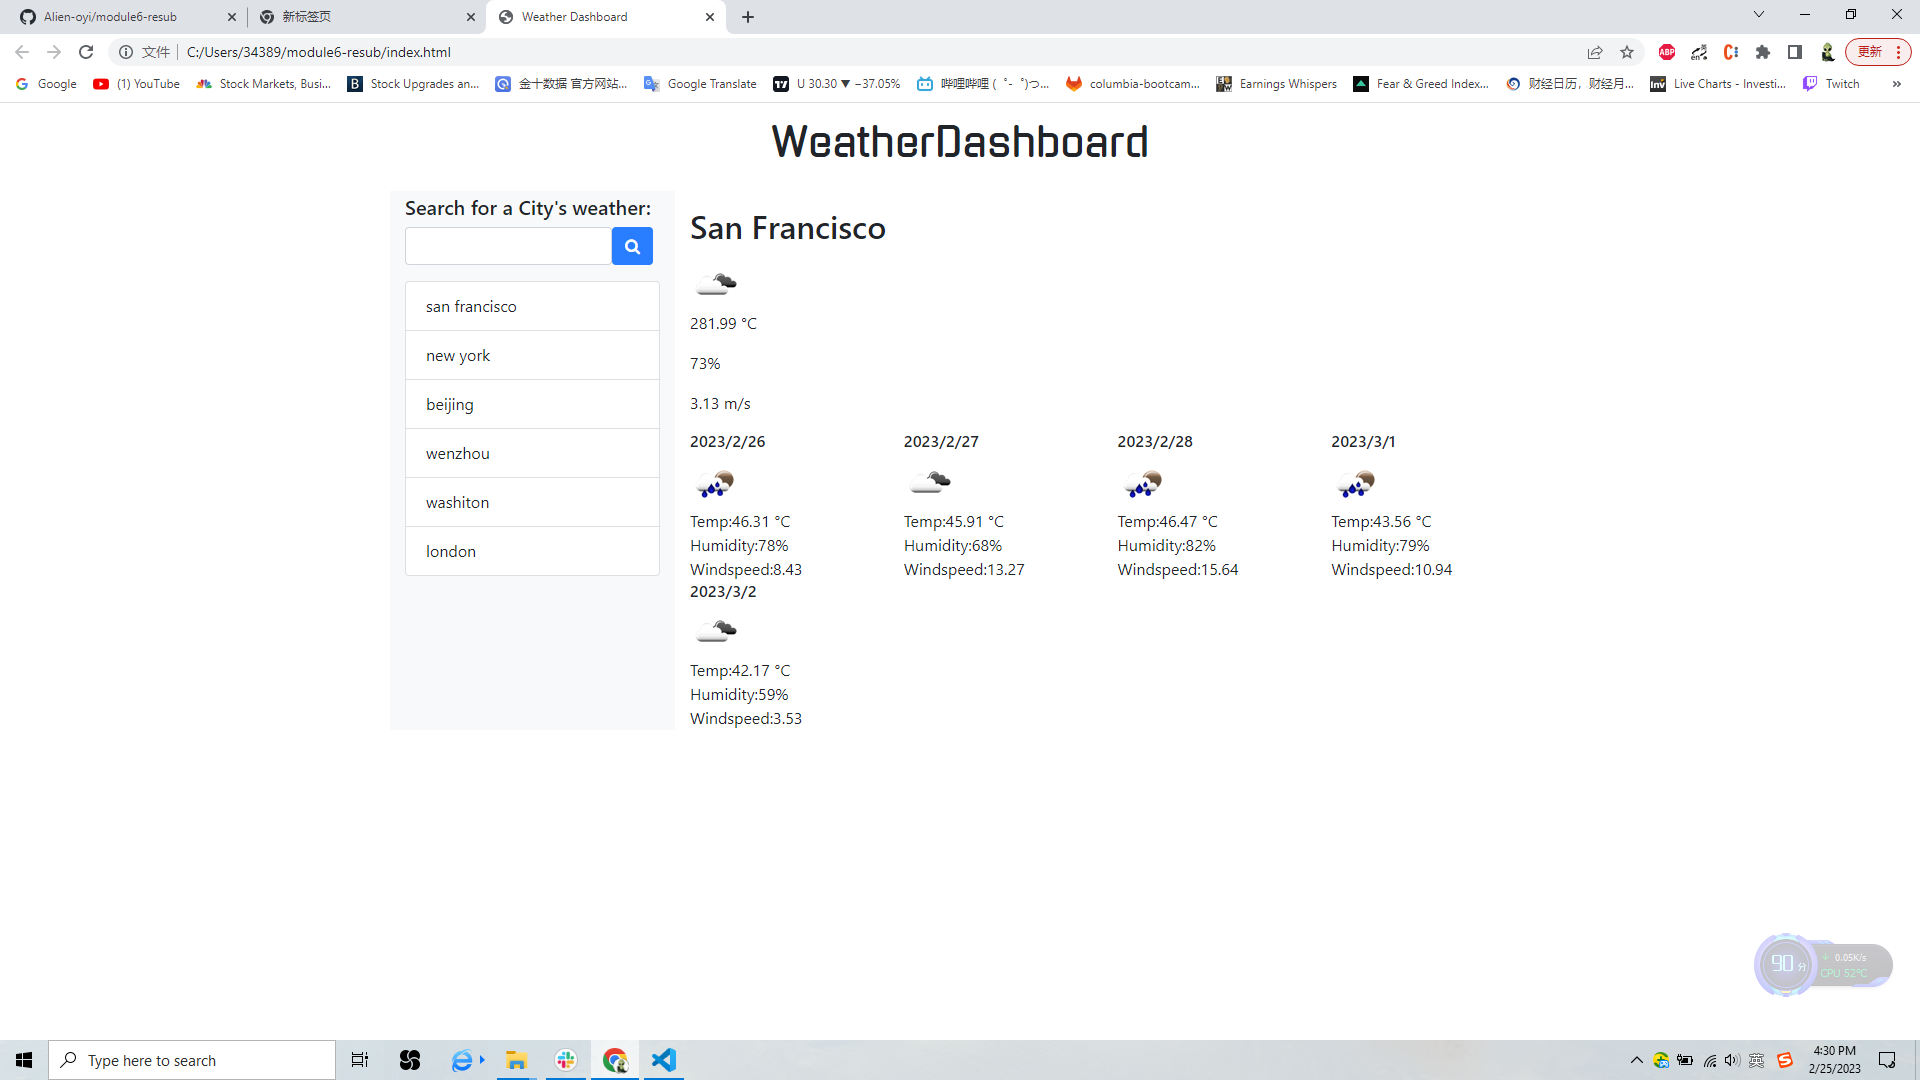 Alien-oyi/module6-resub
新标签页
Weather Dashboard
文件 C:/Users/34389/module6-resub/index.html
ABP
en
更新
Google
(1) YouTube
Stock Markets, Busi...
B Stock Upgrades an...
金十数据 官方网站...
Google Translate
U 30.30 ▼ −37.05%
哔哩哔哩 (゜-゜)つ...
columbia-bootcam...
Earnings Whispers
Fear & Greed Index...
财经日历，财经月...
Inv Live Charts - Investi...
Twitch
»
WeatherDashboard
Search for a City's weather:
san francisco
new york
beijing
wenzhou
washiton
london
San Francisco
281.99 °C
73%
3.13 m/s
2023/2/26
Temp:46.31 °C
Humidity:78%
Windspeed:8.43
2023/2/27
Temp:45.91 °C
Humidity:68%
Windspeed:13.27
2023/2/28
Temp:46.47 °C
Humidity:82%
Windspeed:15.64
2023/3/1
Temp:43.56 °C
Humidity:79%
Windspeed:10.94
2023/3/2
Temp:42.17 °C
Humidity:59%
Windspeed:3.53
90 分
0.05K/s
CPU 52°C
Type here to search
英
4:30 PM
2/25/2023